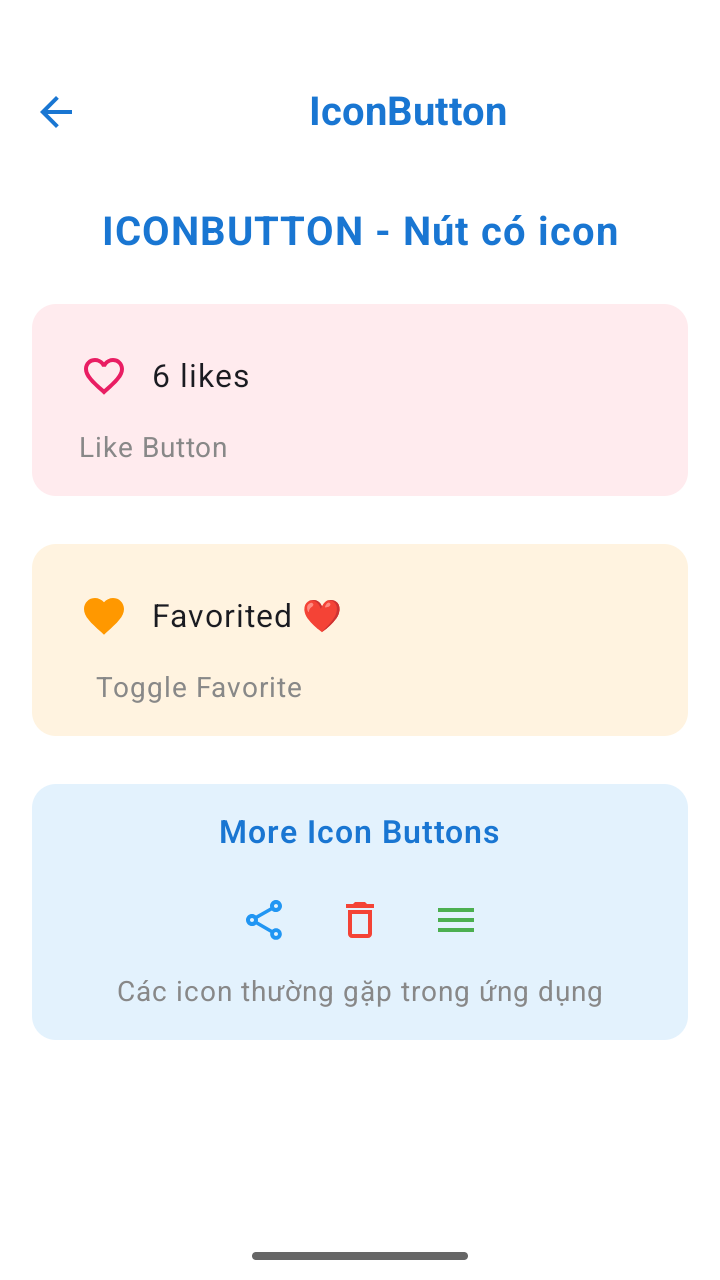 IconButton
ICONBUTTON - Nút có icon
6 likes
Like Button
Favorited ❤️
Toggle Favorite
More Icon Buttons
Các icon thường gặp trong ứng dụng